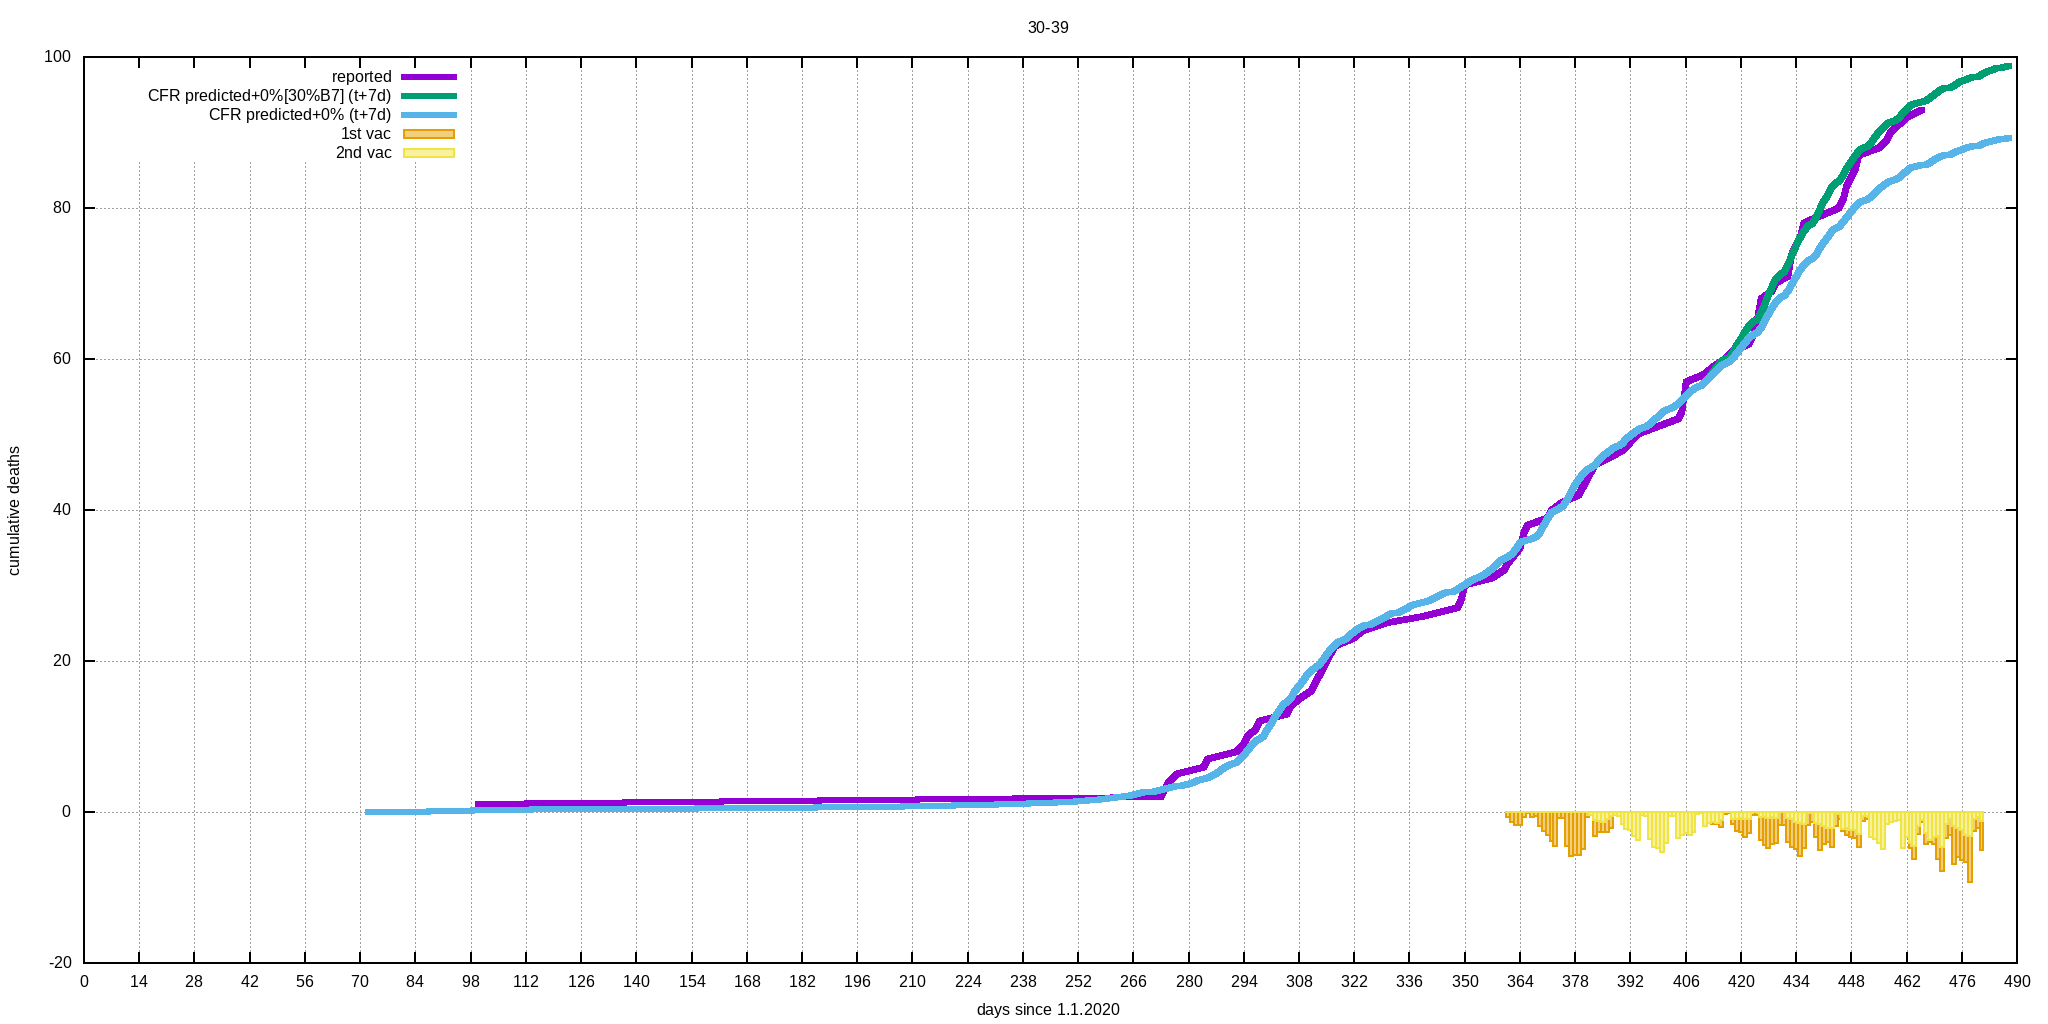 30-39
reported
CFR predicted+0%[30%B7] (t+7d)
CFR predicted+0% (t+7d)
1st vac
2nd vac
100
80
60
40
20
0
-20
cumulative deaths
0 14 28 42 56 70 84 98 112 126 140 154 168 182 196 210 224 238 252 266 280 294 308 322 336 350 364 378 392 406 420 434 448 462 476 490
days since 1.1.2020